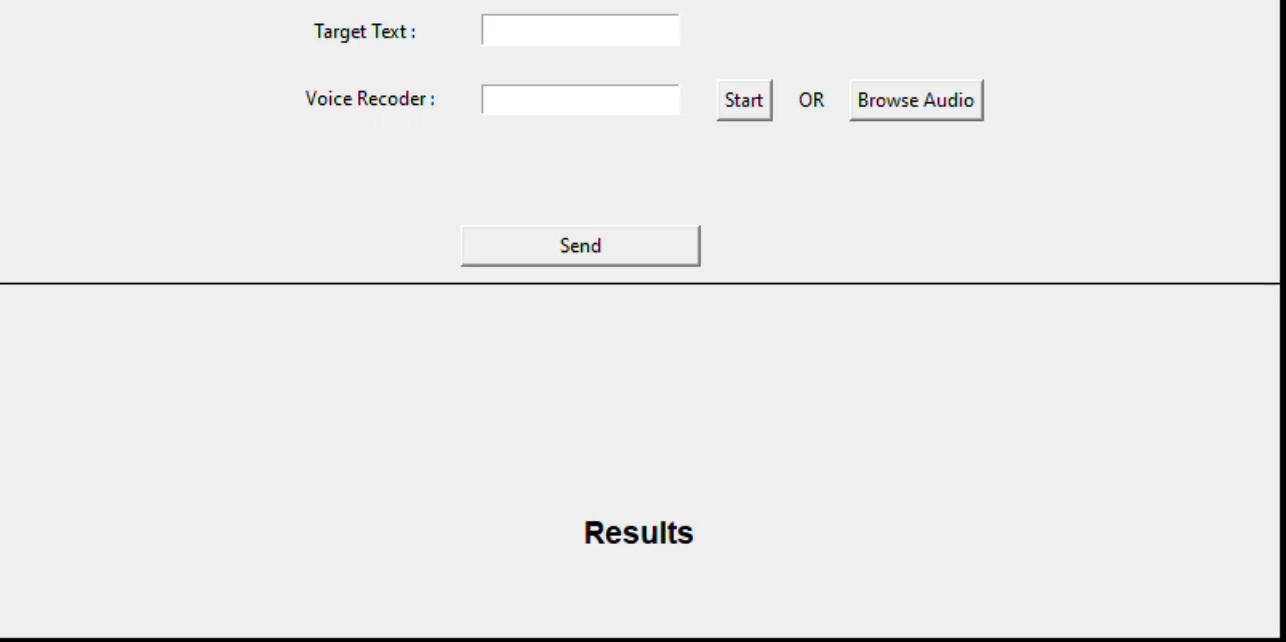 Target Text :
Voice Recoder : Start OR Browse Audio
Send
Results